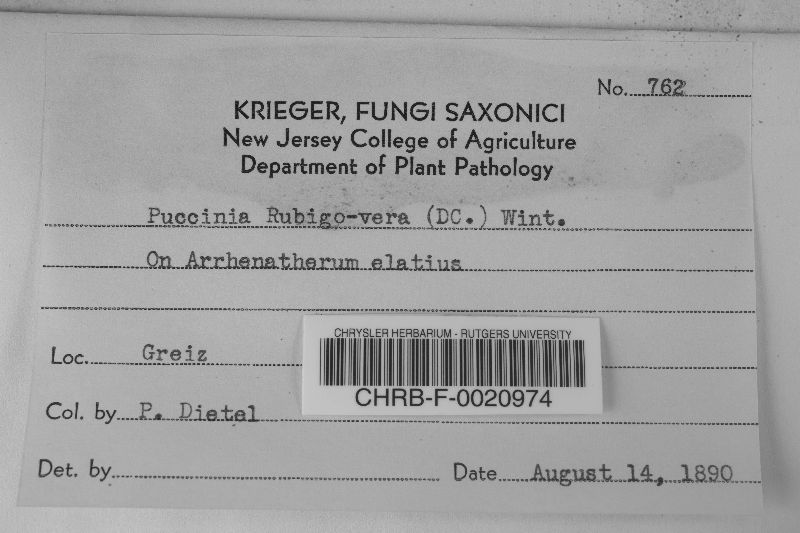 No. 762
KRIEGER, FUNGI SAXONICI
New Jersey College of Agriculture
Department of Plant Pathology
Puccinia Rubigo-vera (DC.) Wint.
On Arrhenatherum elatius
Loc. Greiz
CHRYSLER HERBARIUM - RUTGERS UNIVERSITY
CHRB-F-0020974
Col. by P. Dietel
Det. by
Date August 14, 1890